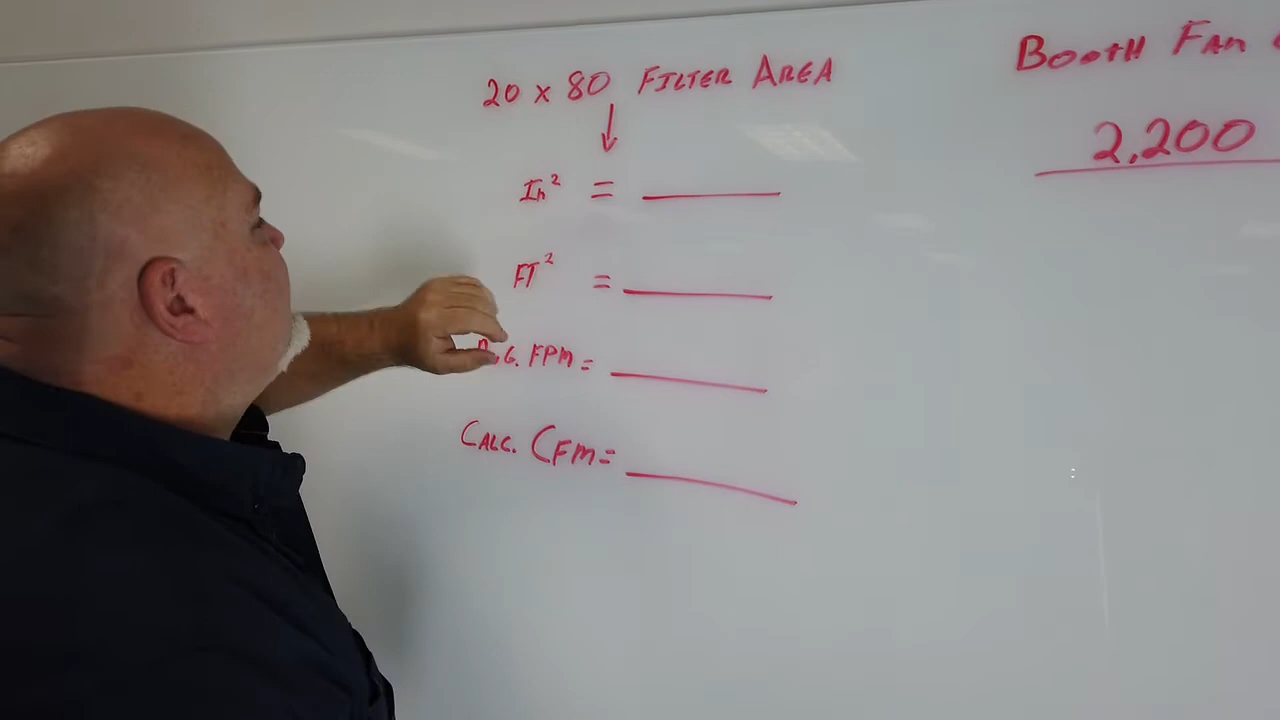 20 x 80 FILTER AREA
In² =
FT² =
FPM =
CALC. CFM =
BOOTH FAN
2,200